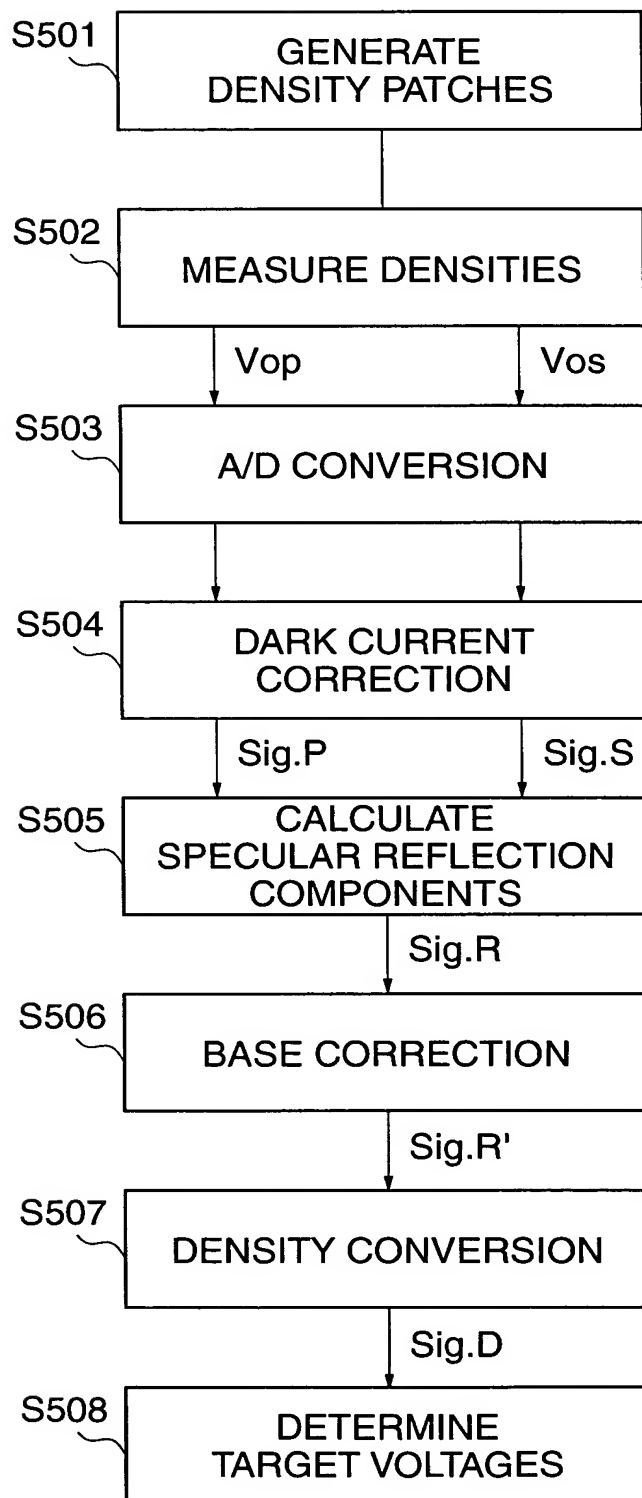 S501
GENERATE
DENSITY PATCHES
S502
MEASURE DENSITIES
Vop Vos
S503
A/D CONVERSION
S504
DARK CURRENT
CORRECTION
Sig.P Sig.S
S505
CALCULATE
SPECULAR REFLECTION
COMPONENTS
Sig.R
S506
BASE CORRECTION
Sig.R'
S507
DENSITY CONVERSION
Sig.D
S508
DETERMINE
TARGET VOLTAGES